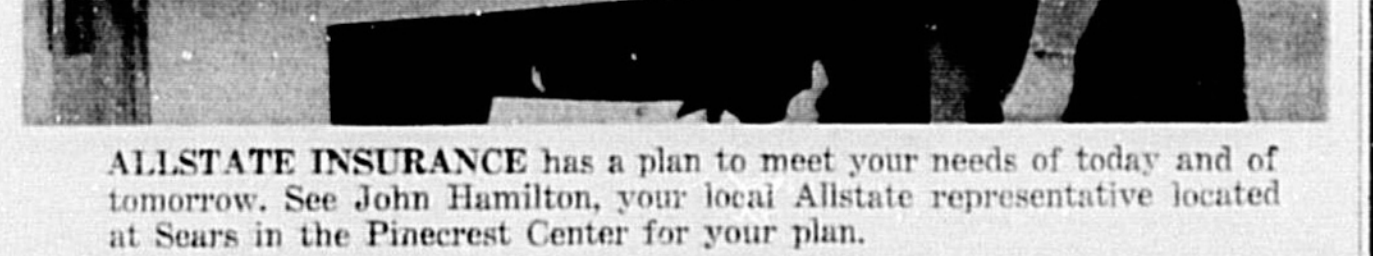 ALLSTATE INSURANCE has a plan to meet your needs of today and of
tomorrow. See John Hamilton, your local Allstate representative located
at Sears in the Pinecrest Center for your plan.